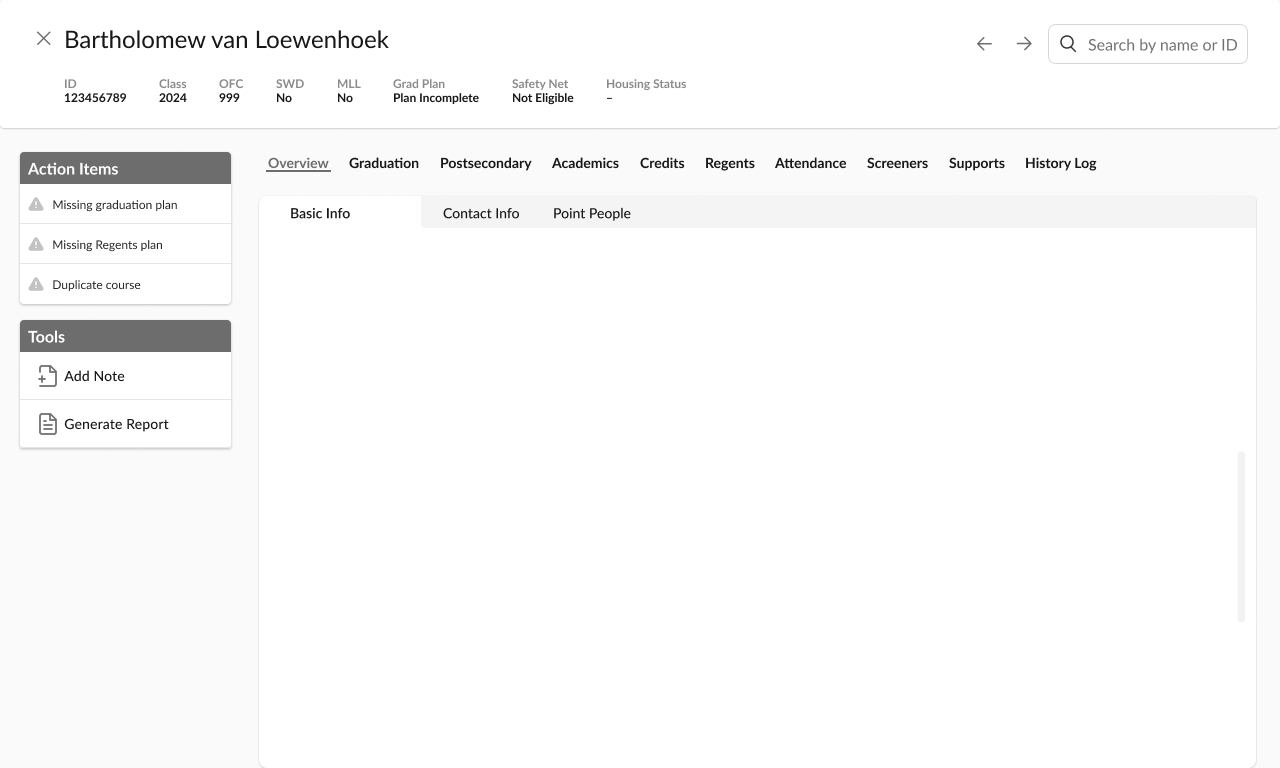 Bartholomew van Loewenhoek
Search by name or ID
ID Class OFC SWD MLL Grad Plan Safety Net Housing Status
123456789 2024 999 No No Plan Incomplete Not Eligible –
Action Items
Missing graduation plan
Missing Regents plan
Duplicate course
Tools
Add Note
Generate Report
Overview Graduation Postsecondary Academics Credits Regents Attendance Screeners Supports History Log
Basic Info Contact Info Point People